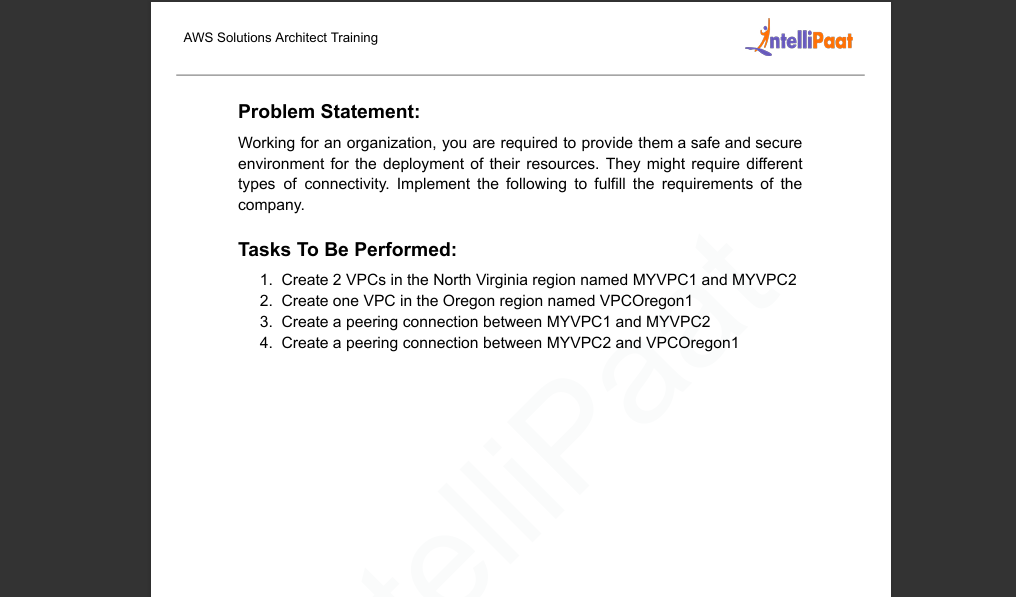 AWS Solutions Architect Training
IntelliPaat
Problem Statement:
Working for an organization, you are required to provide them a safe and secure
environment for the deployment of their resources. They might require different
types of connectivity. Implement the following to fulfill the requirements of the
company.
Tasks To Be Performed:
1. Create 2 VPCs in the North Virginia region named MYVPC1 and MYVPC2
2. Create one VPC in the Oregon region named VPCOregon1
3. Create a peering connection between MYVPC1 and MYVPC2
4. Create a peering connection between MYVPC2 and VPCOregon1
telliPaat